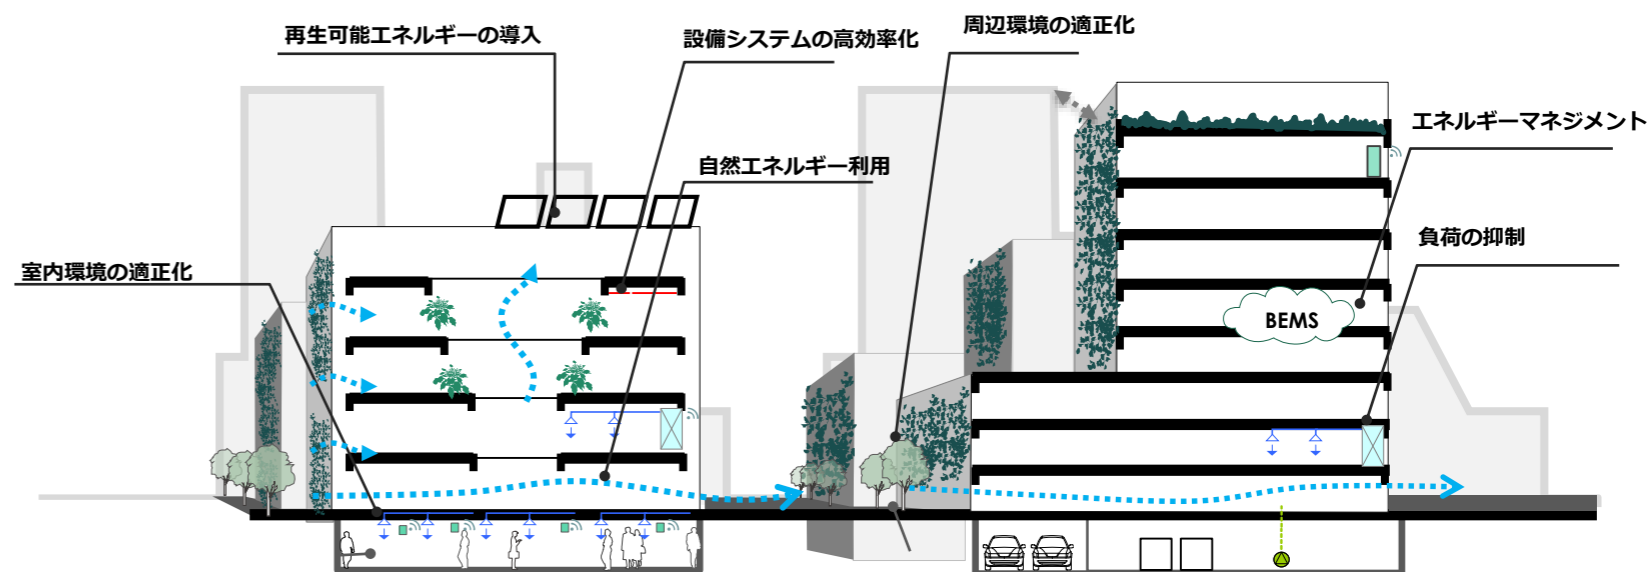 再生可能エネルギーの導入
設備システムの高効率化
周辺環境の適正化
エネルギーマネジメント
自然エネルギー利用
負荷の抑制
室内環境の適正化
BEMS